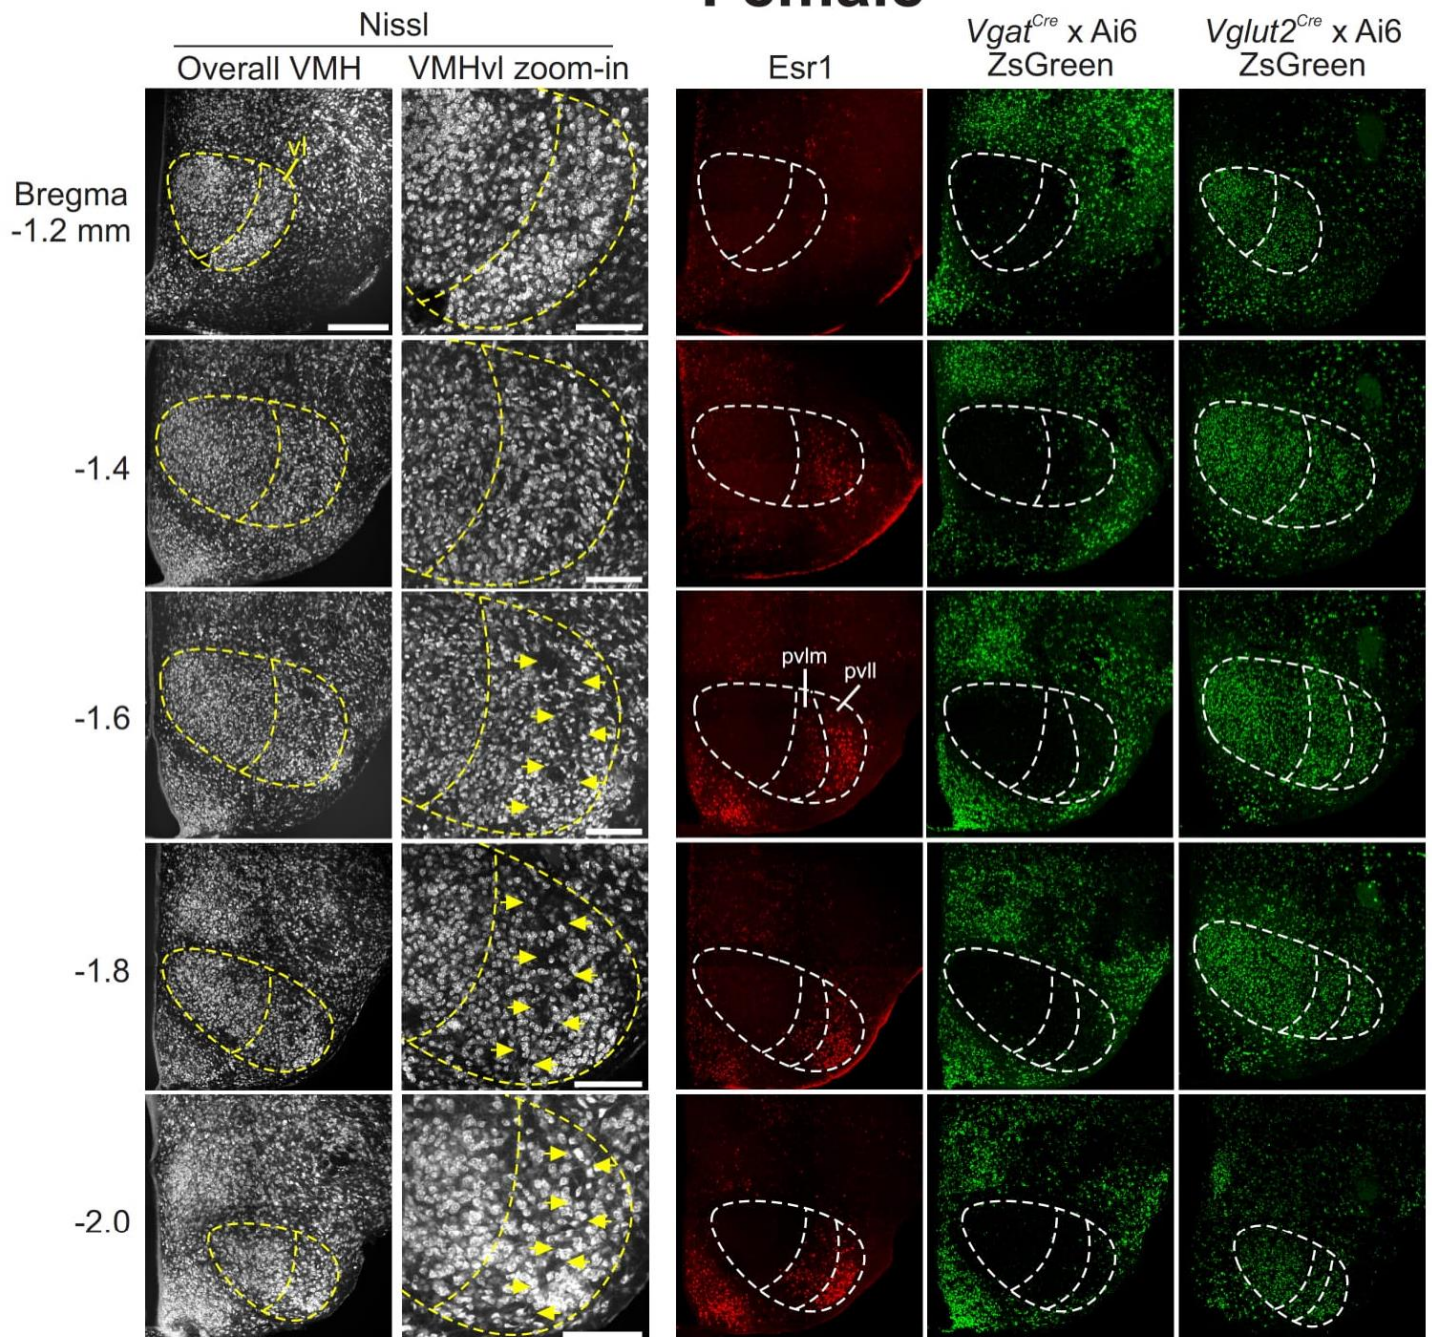 Female
Nissl
Vgat^Cre x Ai6
Vglut2^Cre x Ai6
Overall VMH
VMHvl zoom-in
Esr1
ZsGreen
ZsGreen
vl
Bregma
-1.2 mm
-1.4
-1.6
pvlm
pvll
-1.8
-2.0